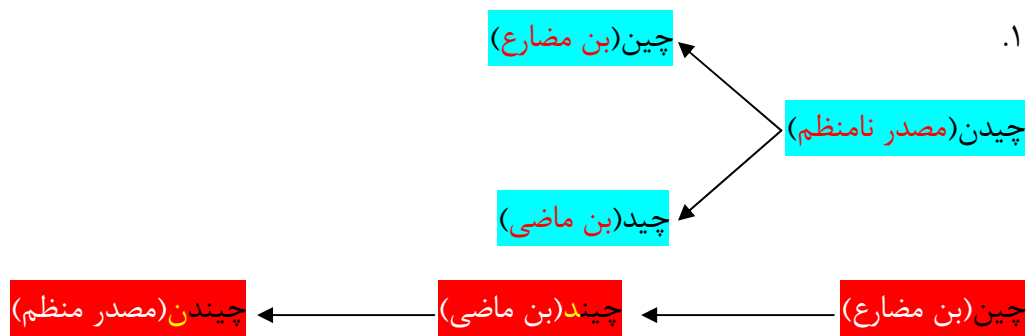 ۱.
چین(بن مضارع)
چیدن(مصدر نامنظم)
چید(بن ماضی)
چین(بن مضارع) چیند(بن ماضی) چیندن(مصدر منظم)